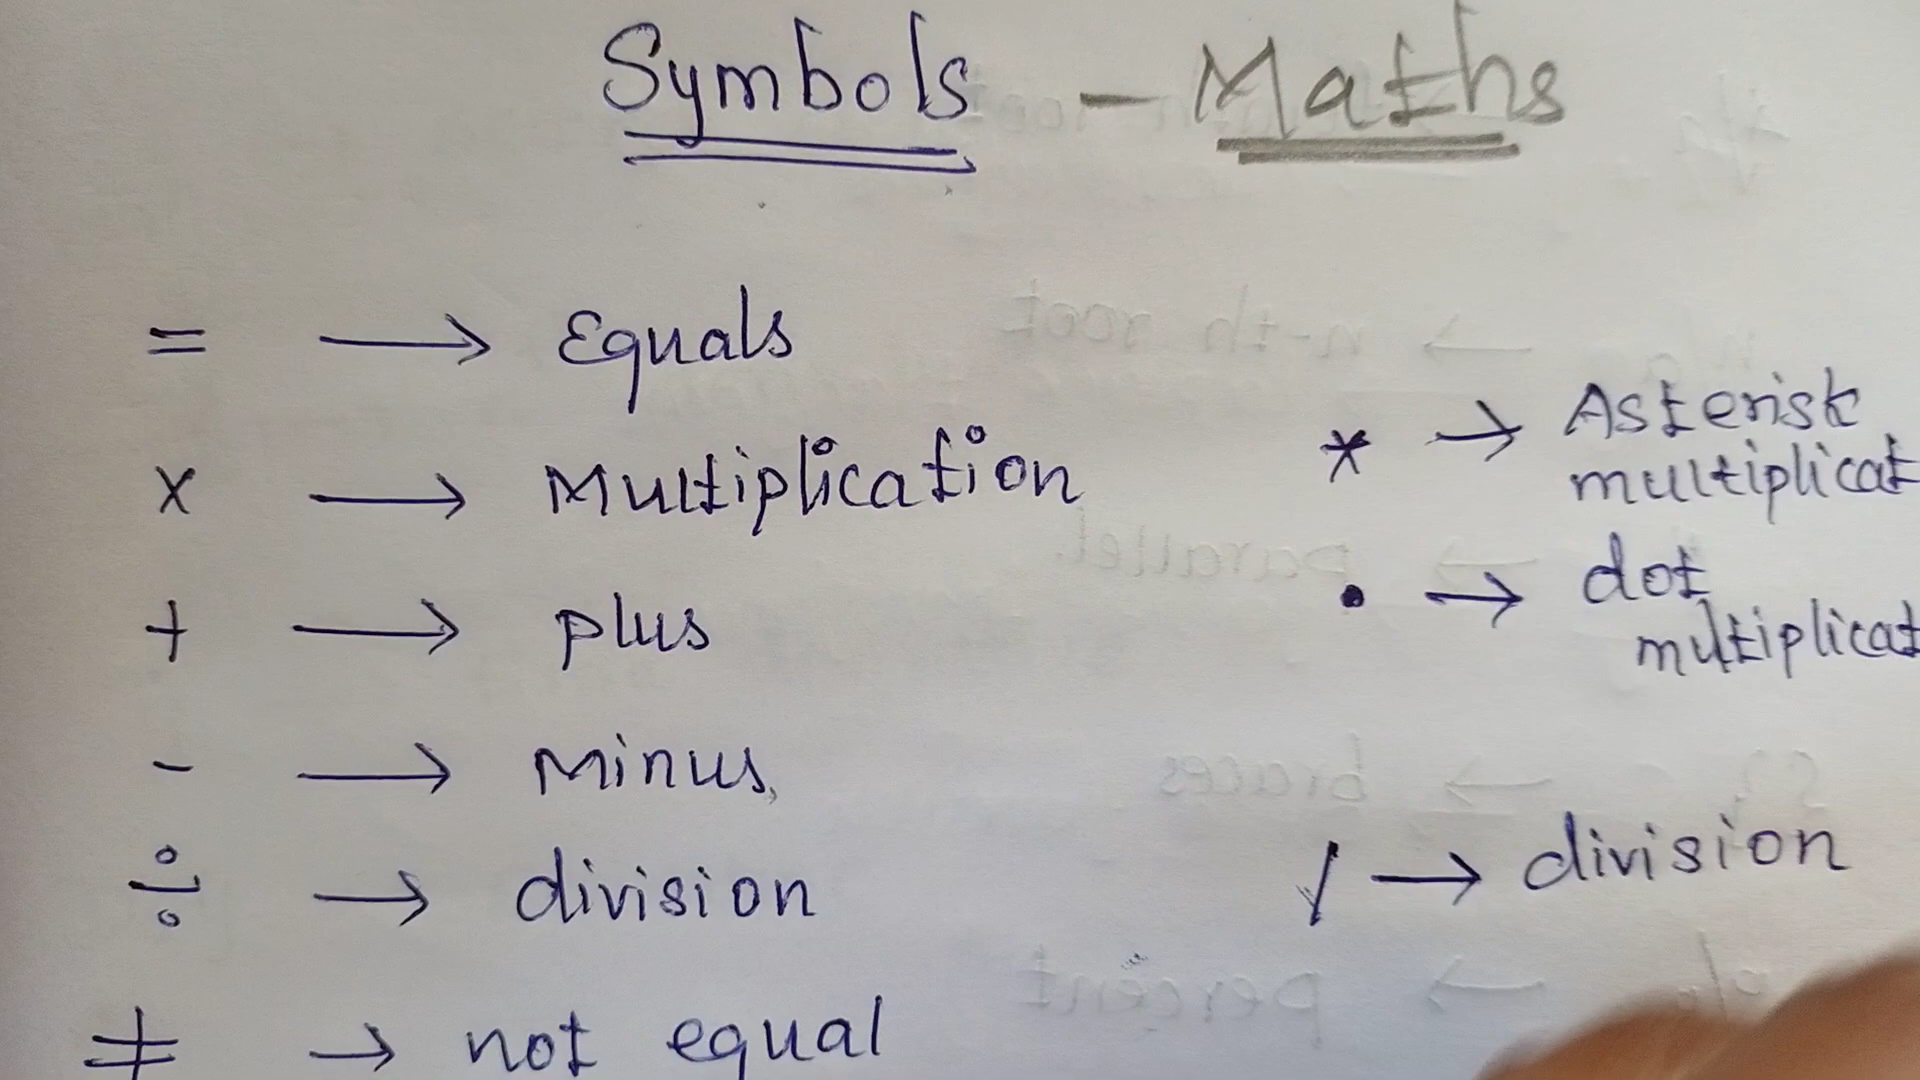 Symbols - Maths
= → Equals
x → Multiplication
+ → plus
- → Minus
÷ → division
≠ → not equal
* → Asterisk
multiplicat
• → dot
multiplicat
/ → division